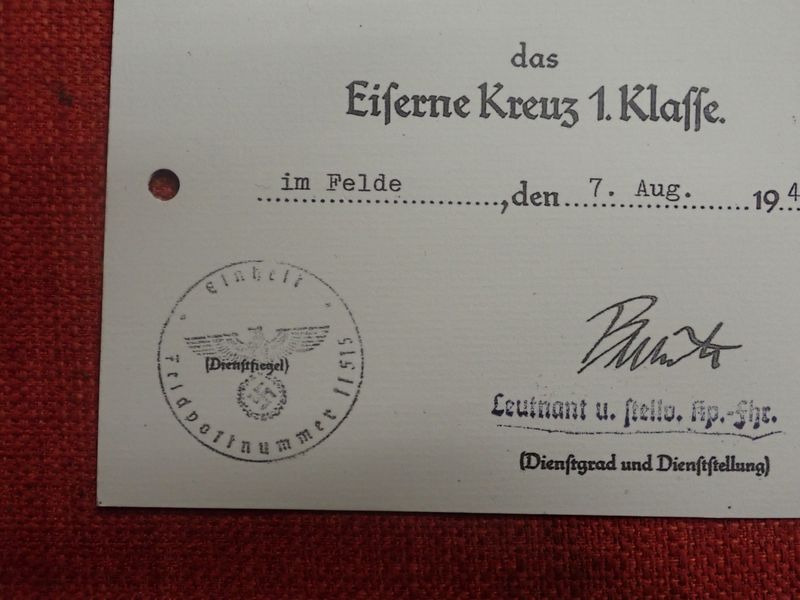 das
Eiserne Kreuz 1. Klasse.
im Felde, den 7. Aug. 194
Einheit
(Dienstsiegel)
Feldpostnummer 11515
Leutnant u. stellv. Kp.-Fhr.
(Dienstgrad und Dienststellung)